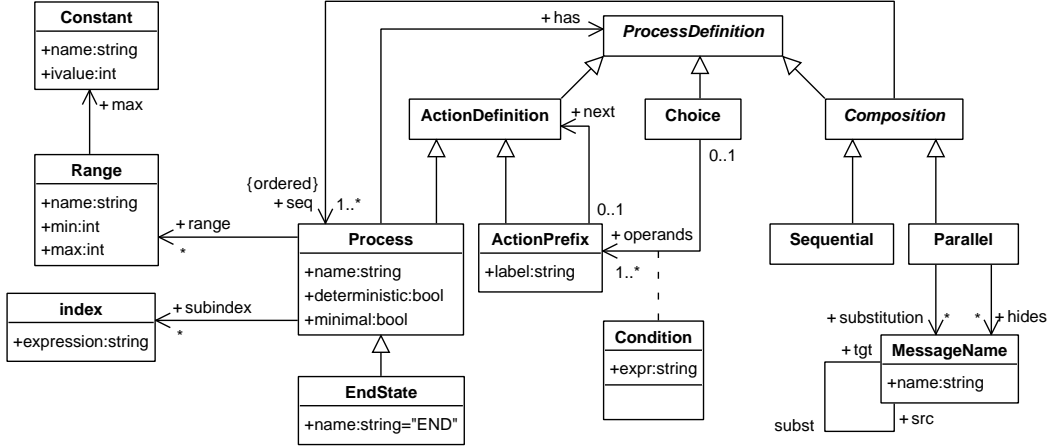 Constant
+name:string
+ivalue:int
+ max
Range
+name:string
+min:int
+max:int
+ range
*
index
+expression:string
+ subindex
*
+ has
{ordered}
+ seq
1..*
Process
+name:string
+deterministic:bool
+minimal:bool
EndState
+name:string="END"
ProcessDefinition
ActionDefinition
+ next
0..1
ActionPrefix
+label:string
Choice
0..1
+ operands
1..*
Condition
+expr:string
Composition
Sequential
Parallel
+ substitution
*
*
+ hides
MessageName
+name:string
+ tgt
+ src
subst